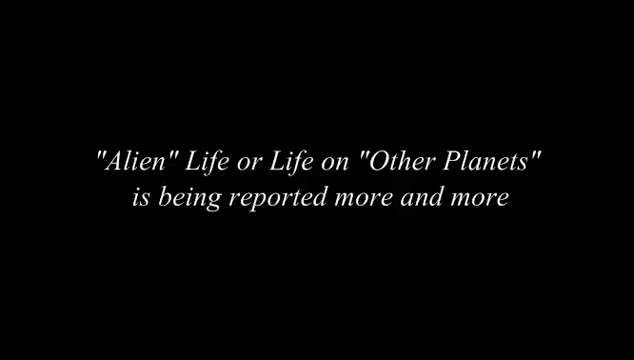 "Alien" Life or Life on "Other Planets"
is being reported more and more